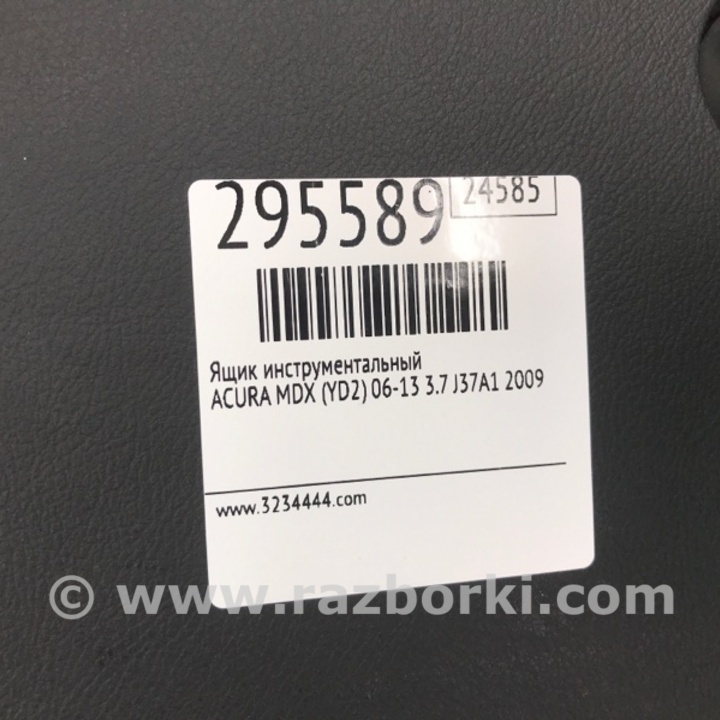 295589 24585
Ящик инструментальный
ACURA MDX (YD2) 06-13 3.7 J37A1 2009
www.3234444.com
© www.razborki.com